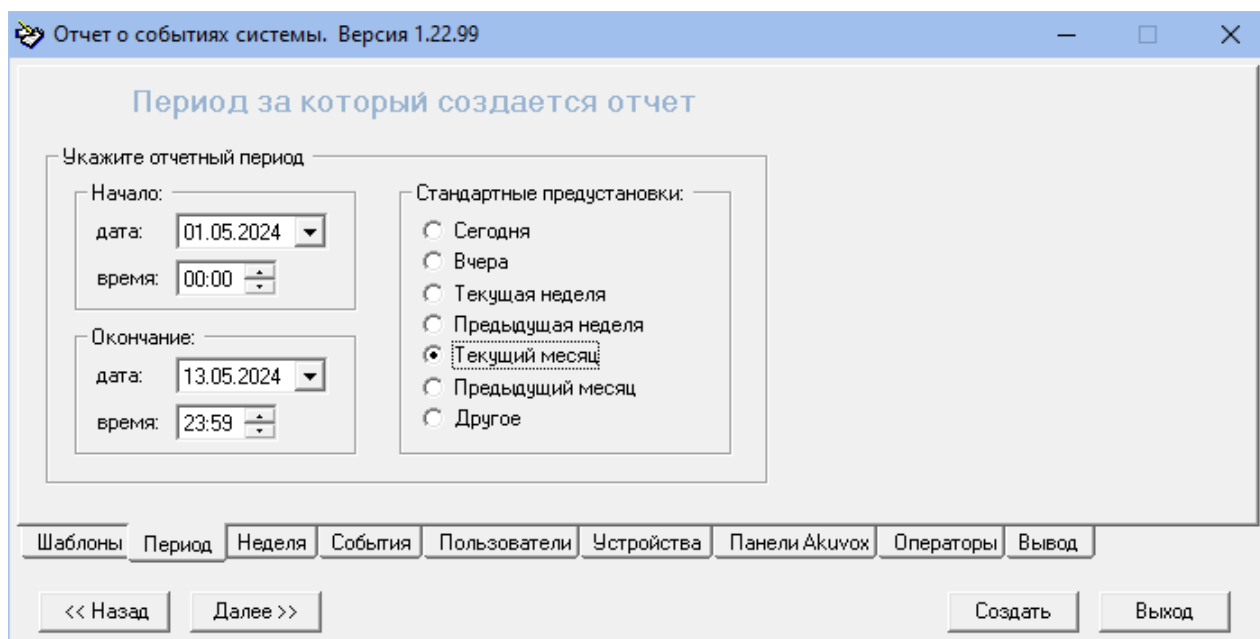 Отчет о событиях системы. Версия 1.22.99
Период за который создается отчет
Укажите отчетный период
Начало:
дата: 01.05.2024
время: 00:00
Окончание:
дата: 13.05.2024
время: 23:59
Стандартные предустановки:
Сегодня
Вчера
Текущая неделя
Предыдущая неделя
Текущий месяц
Предыдущий месяц
Другое
Шаблоны Период Неделя События Пользователи Устройства Панели Akuvox Операторы Вывод
<< Назад Далее >> Создать Выход